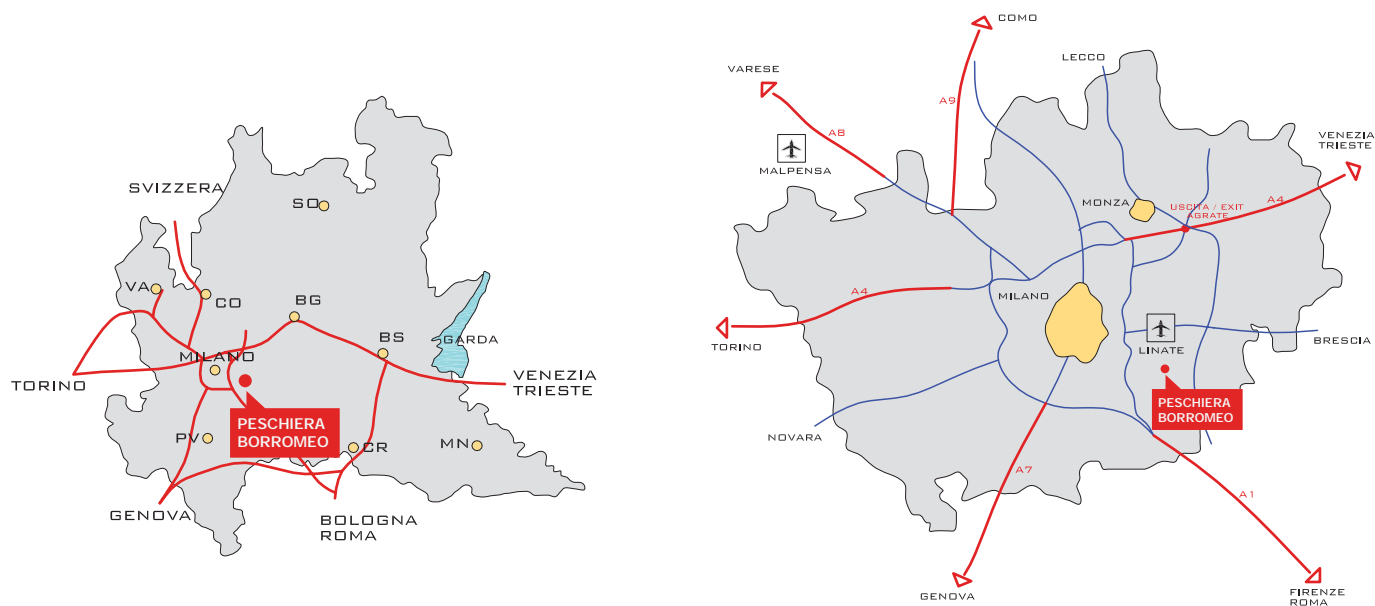 SVIZZERA
SO
VA
CO
BG
MILANO
BS
GARDA
TORINO
VENEZIA
TRIESTE
PESCHIERA
BORROMEO
PV
CR
MN
GENOVA
BOLOGNA
ROMA
COMO
LECCO
VARESE
A9
A8
VENEZIA
TRIESTE
MALPENSA
MONZA
USCITA / EXIT
AGRATE
A4
A4
MILANO
TORINO
LINATE
BRESCIA
PESCHIERA
BORROMEO
NOVARA
A7
A1
GENOVA
FIRENZE
ROMA